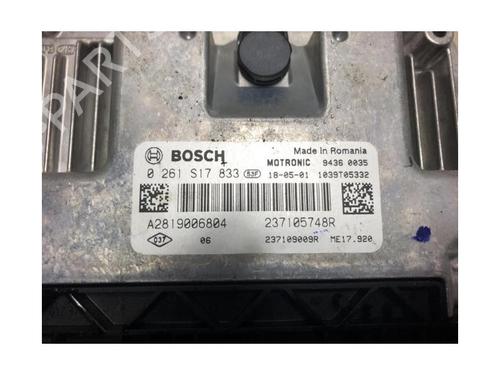 BOSCH
Made in Romania
MOTRONIC 9436 0035
0 261 S17 833 18-05-01 1039T05332
A2819006804 237105748R
06 237109009R ME17.920